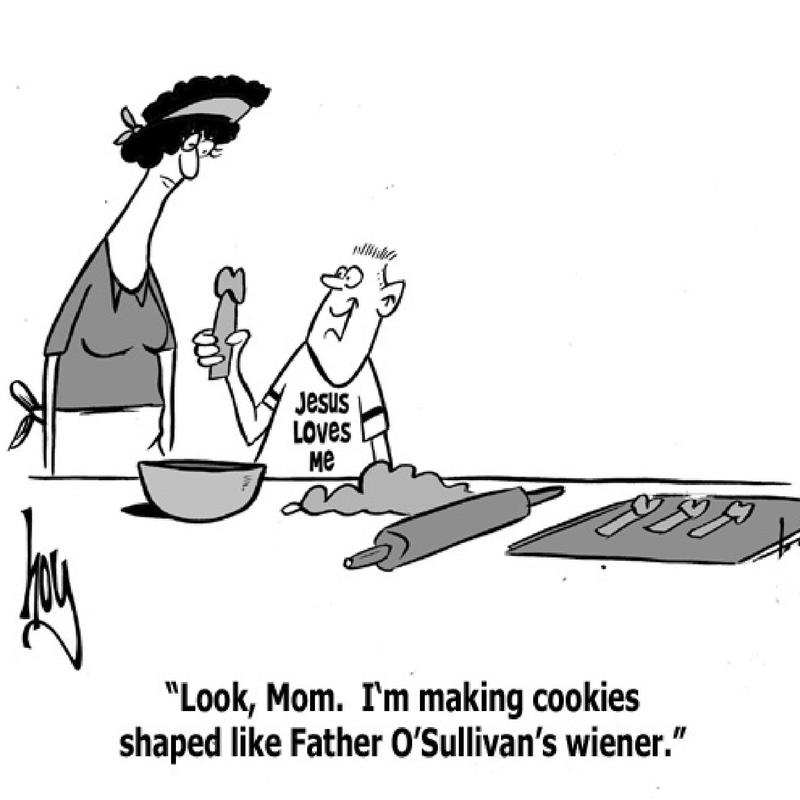 Jesus
Loves
Me
hoy
"Look, Mom. I'm making cookies
shaped like Father O'Sullivan's wiener."